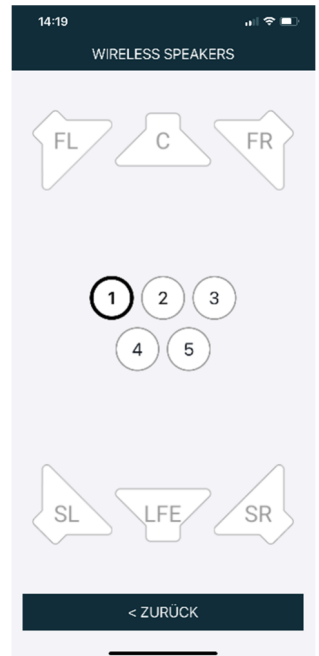 14:19
WIRELESS SPEAKERS
FL C FR
1 2 3
4 5
SL LFE SR
< ZURÜCK